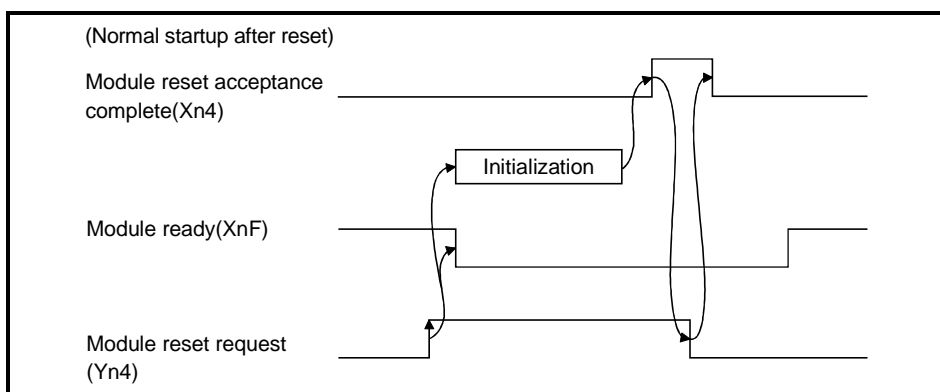 (Normal startup after reset)
Module reset acceptance
complete(Xn4)
Initialization
Module ready(XnF)
Module reset request
(Yn4)